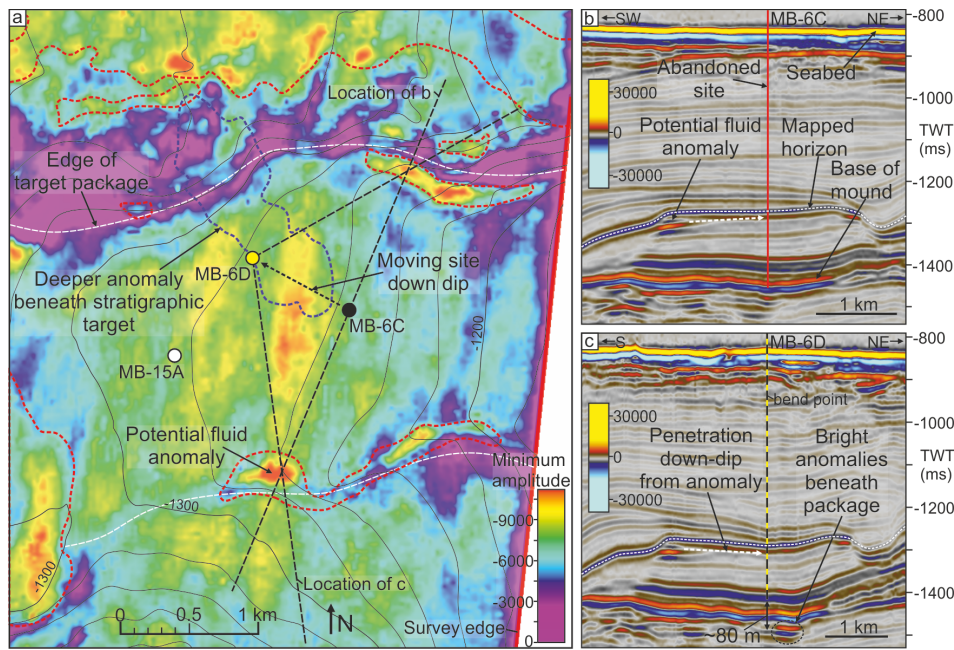 a
Location of b
Edge of
target package
Deeper anomaly
beneath stratigraphic
target
MB-6D
Moving site
down dip
MB-6C
MB-15A
-1200
Potential fluid
anomaly
-1300
-1300
Minimum
amplitude
-9000
-6000
-3000
0
Location of c
0 0.5 1 km
N
Survey edge
b
SW
MB-6C
NE
-800
Abandoned
site
Seabed
30000
0
-30000
Potential fluid
anomaly
Mapped
horizon
Base of
mound
-1000
TWT
(ms)
-1200
-1400
1 km
c
S
MB-6D
NE
-800
bend point
30000
0
-30000
Penetration
down-dip
from anomaly
Bright
anomalies
beneath
package
-1000
TWT
(ms)
-1200
-1400
~80 m
1 km